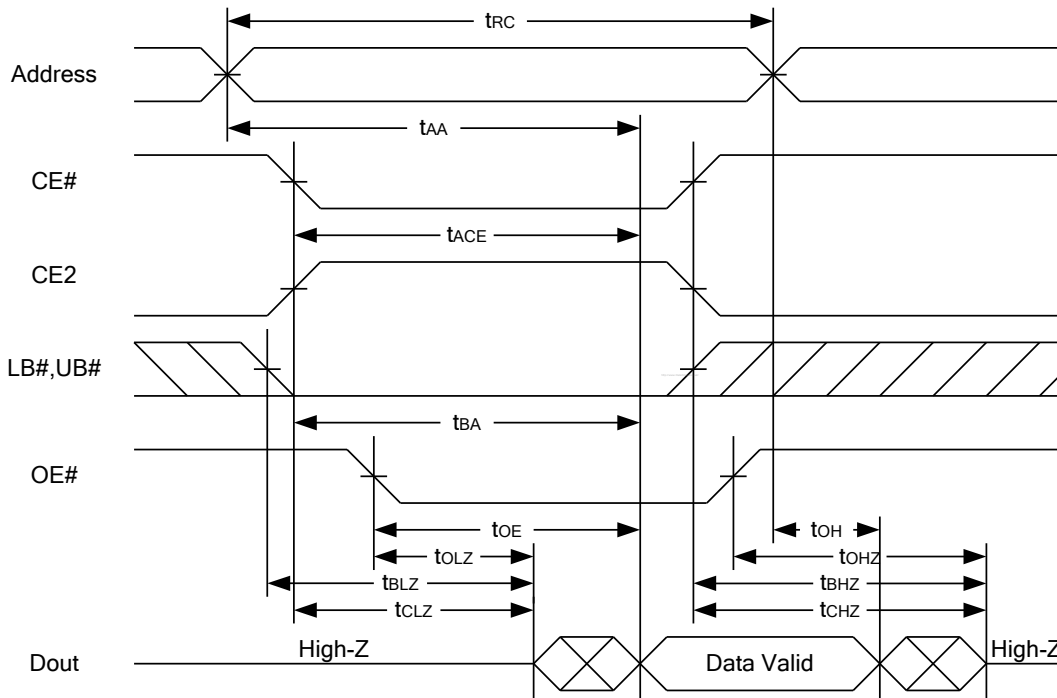 tRC
Address
tAA
CE#
tACE
CE2
LB#,UB#
tBA
OE#
tOE
tOH
tOLZ
tOHZ
tBLZ
tBHZ
tCLZ
tCHZ
High-Z
Data Valid
High-Z
Dout